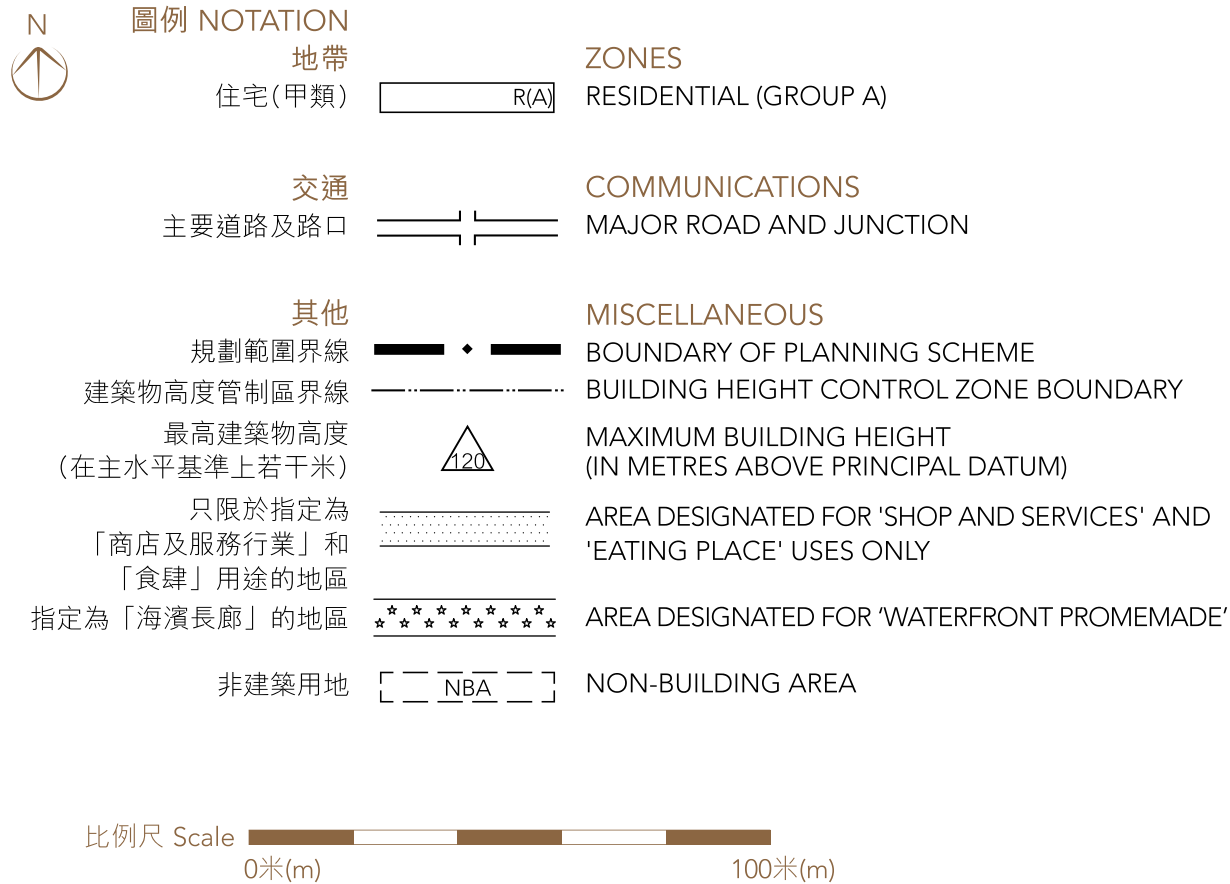 N
圖例 NOTATION
地帶 ZONES
住宅(甲類) R(A) RESIDENTIAL (GROUP A)
交通 COMMUNICATIONS
主要道路及路口 MAJOR ROAD AND JUNCTION
其他 MISCELLANEOUS
規劃範圍界線 BOUNDARY OF PLANNING SCHEME
建築物高度管制區界線 BUILDING HEIGHT CONTROL ZONE BOUNDARY
最高建築物高度
（在主水平基準上若干米）
120
MAXIMUM BUILDING HEIGHT
(IN METRES ABOVE PRINCIPAL DATUM)
只限於指定為
「商店及服務行業」和
「食肆」用途的地區
AREA DESIGNATED FOR 'SHOP AND SERVICES' AND
'EATING PLACE' USES ONLY
指定為「海濱長廊」的地區 AREA DESIGNATED FOR ‘WATERFRONT PROMEMADE’
非建築用地 NBA NON-BUILDING AREA
比例尺 Scale
0米(m) 100米(m)